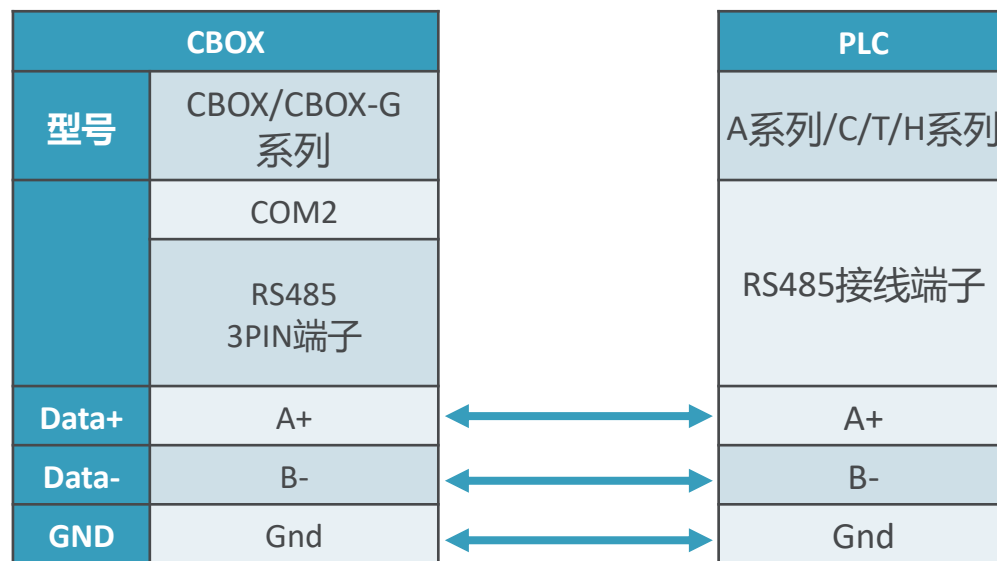 CBOX
PLC
型号
CBOX/CBOX-G
系列
A系列/C/T/H系列
COM2
RS485
3PIN端子
RS485接线端子
Data+
A+
A+
Data-
B-
B-
GND
Gnd
Gnd